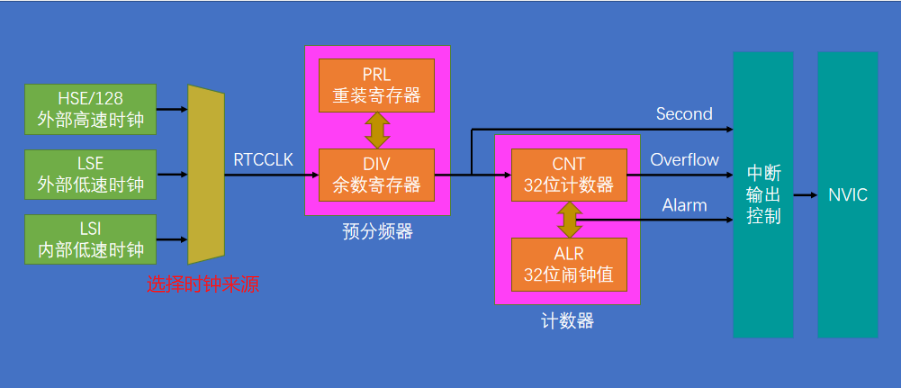 HSE/128
外部高速时钟
LSE
外部低速时钟
LSI
内部低速时钟
选择时钟来源
RTCCLK
PRL
重装寄存器
DIV
余数寄存器
预分频器
CNT
32位计数器
ALR
32位闹钟值
计数器
Second
Overflow
Alarm
中断
输出
控制
NVIC